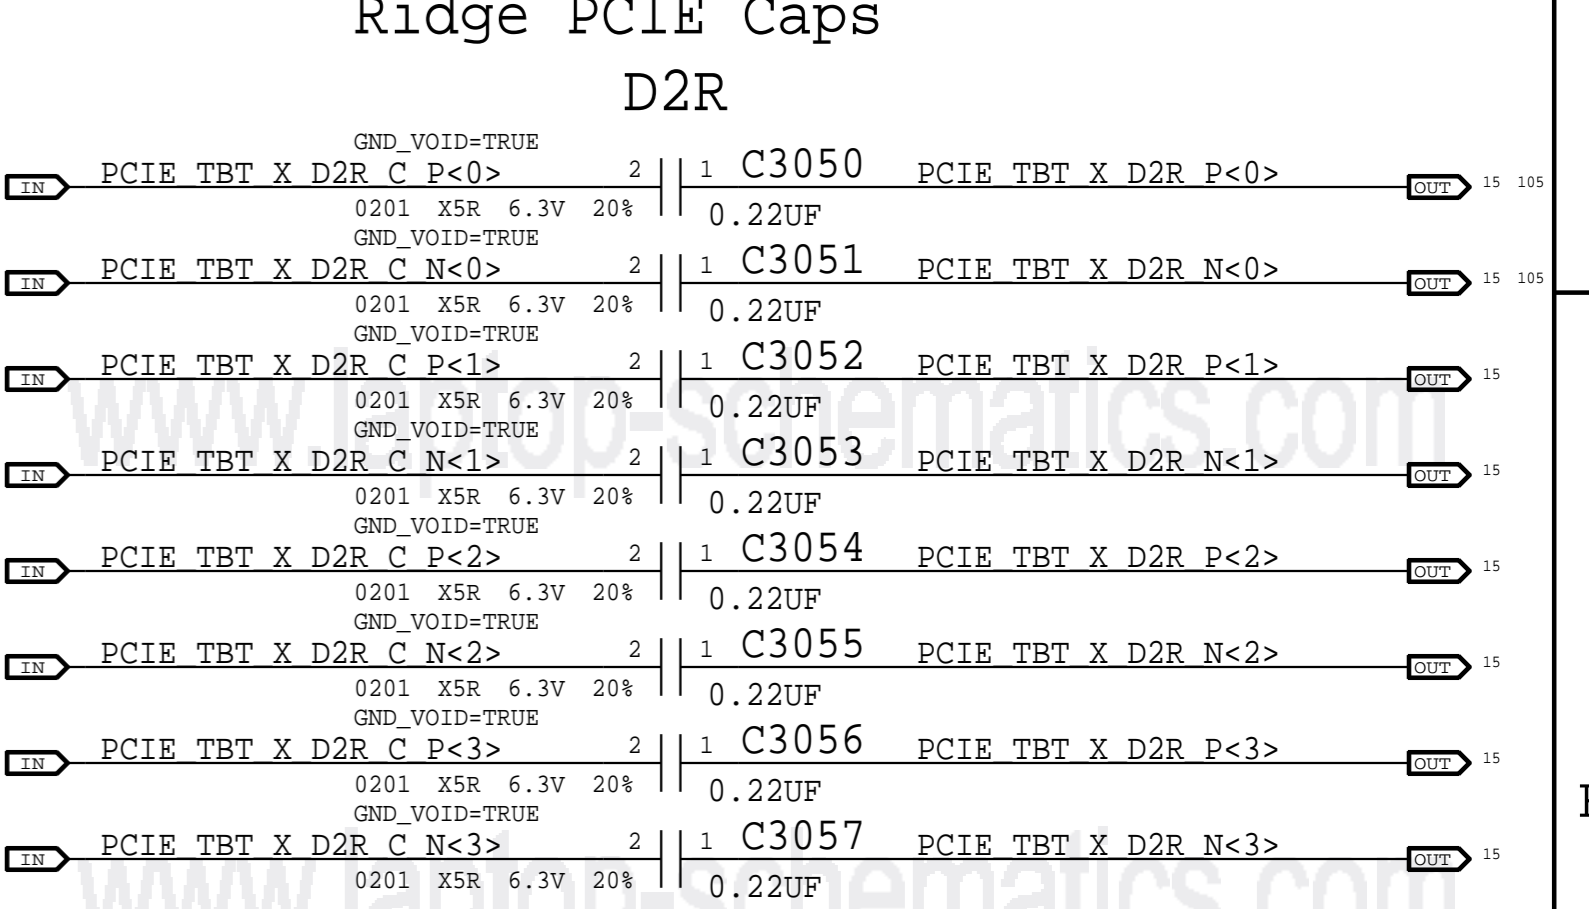 Ridge PCIE Caps
D2R
GND_VOID=TRUE
IN PCIE_TBT_X_D2R_C_P<0> 2 1 C3050 PCIE_TBT_X_D2R_P<0> OUT 15 105
0201 X5R 6.3V 20% 0.22UF
GND_VOID=TRUE
IN PCIE_TBT_X_D2R_C_N<0> 2 1 C3051 PCIE_TBT_X_D2R_N<0> OUT 15 105
0201 X5R 6.3V 20% 0.22UF
GND_VOID=TRUE
IN PCIE_TBT_X_D2R_C_P<1> 2 1 C3052 PCIE_TBT_X_D2R_P<1> OUT 15
www.laptop-schematics.com
0201 X5R 6.3V 20% 0.22UF
GND_VOID=TRUE
IN PCIE_TBT_X_D2R_C_N<1> 2 1 C3053 PCIE_TBT_X_D2R_N<1> OUT 15
0201 X5R 6.3V 20% 0.22UF
GND_VOID=TRUE
IN PCIE_TBT_X_D2R_C_P<2> 2 1 C3054 PCIE_TBT_X_D2R_P<2> OUT 15
0201 X5R 6.3V 20% 0.22UF
GND_VOID=TRUE
IN PCIE_TBT_X_D2R_C_N<2> 2 1 C3055 PCIE_TBT_X_D2R_N<2> OUT 15
0201 X5R 6.3V 20% 0.22UF
GND_VOID=TRUE
IN PCIE_TBT_X_D2R_C_P<3> 2 1 C3056 PCIE_TBT_X_D2R_P<3> OUT 15
0201 X5R 6.3V 20% 0.22UF
GND_VOID=TRUE
IN PCIE_TBT_X_D2R_C_N<3> 2 1 C3057 PCIE_TBT_X_D2R_N<3> OUT 15
0201 X5R 6.3V 20% 0.22UF
www.laptop-schematics.com